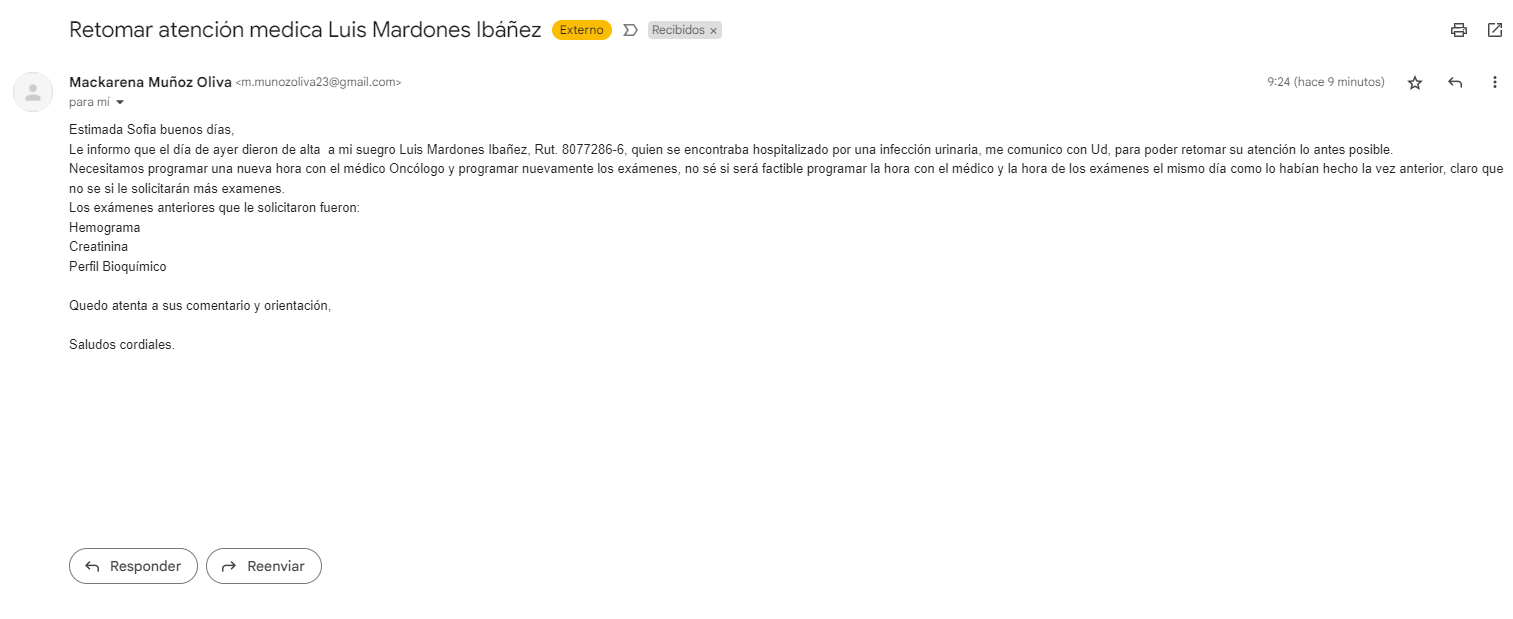 Retomar atención medica Luis Mardones Ibáñez Externo Recibidos ×
Mackarena Muñoz Oliva <m.munozoliva23@gmail.com> 9:24 (hace 9 minutos)
para mí
Estimada Sofia buenos días,
Le informo que el día de ayer dieron de alta  a mi suegro Luis Mardones Ibañez, Rut. 8077286-6, quien se encontraba hospitalizado por una infección urinaria, me comunico con Ud, para poder retomar su atención lo antes posible.
Necesitamos programar una nueva hora con el médico Oncólogo y programar nuevamente los exámenes, no sé si será factible programar la hora con el médico y la hora de los exámenes el mismo día como lo habían hecho la vez anterior, claro que
no se si le solicitarán más examenes.
Los exámenes anteriores que le solicitaron fueron:
Hemograma
Creatinina
Perfil Bioquímico
Quedo atenta a sus comentario y orientación,
Saludos cordiales.
Responder Reenviar